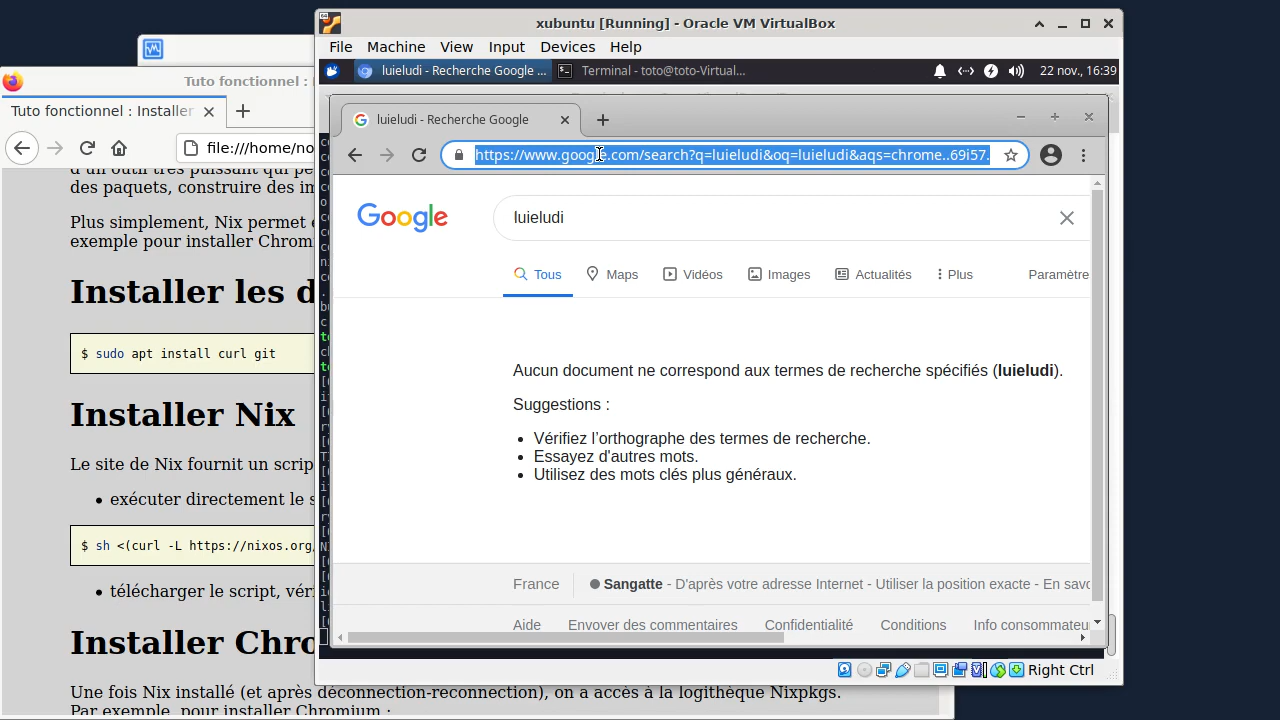 xubuntu [Running] - Oracle VM VirtualBox
File Machine View Input Devices Help
luieludi - Recherche Google ...
Terminal - toto@toto-Virtual...
22 nov., 16:39
luieludi - Recherche Google
https://www.google.com/search?q=luieludi&oq=luieludi&aqs=chrome..69i57.
Google
luieludi
Tous
Maps
Vidéos
Images
Actualités
Plus
Paramètre
Aucun document ne correspond aux termes de recherche spécifiés (luieludi).
Suggestions :
Vérifiez l'orthographe des termes de recherche.
Essayez d'autres mots.
Utilisez des mots clés plus généraux.
France
Sangatte - D'après votre adresse Internet - Utiliser la position exacte - En savo
Aide
Envoyer des commentaires
Confidentialité
Conditions
Info consommateu
Right Ctrl
Tuto fonctionnel :
Tuto fonctionnel : Installer
file:///home/no
d'un outil très puissant qui pe
des paquets, construire des im
Plus simplement, Nix permet
exemple pour installer Chrom
Installer les d
$ sudo apt install curl git
Installer Nix
Le site de Nix fournit un scrip
exécuter directement le s
$ sh <(curl -L https://nixos.org/
télécharger le script, véri
Installer Chro
Une fois Nix installé (et après déconnection-reconnection), on a accès à la logithèque Nixpkgs.
Par exemple, pour installer Chromium :